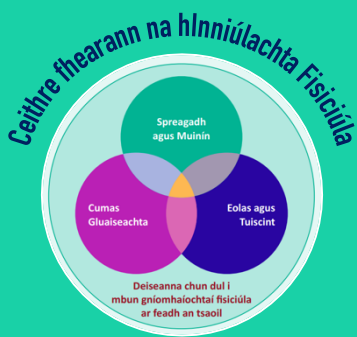 Ceithre fhearann na hInniúlachta Fisiciúla
Spreagadh
agus Muinín
Cumas
Gluaiseachta
Eolas agus
Tuiscint
Deiseanna chun dul i
mbun gníomhaíochtaí fisiciúla
ar feadh an tsaoil